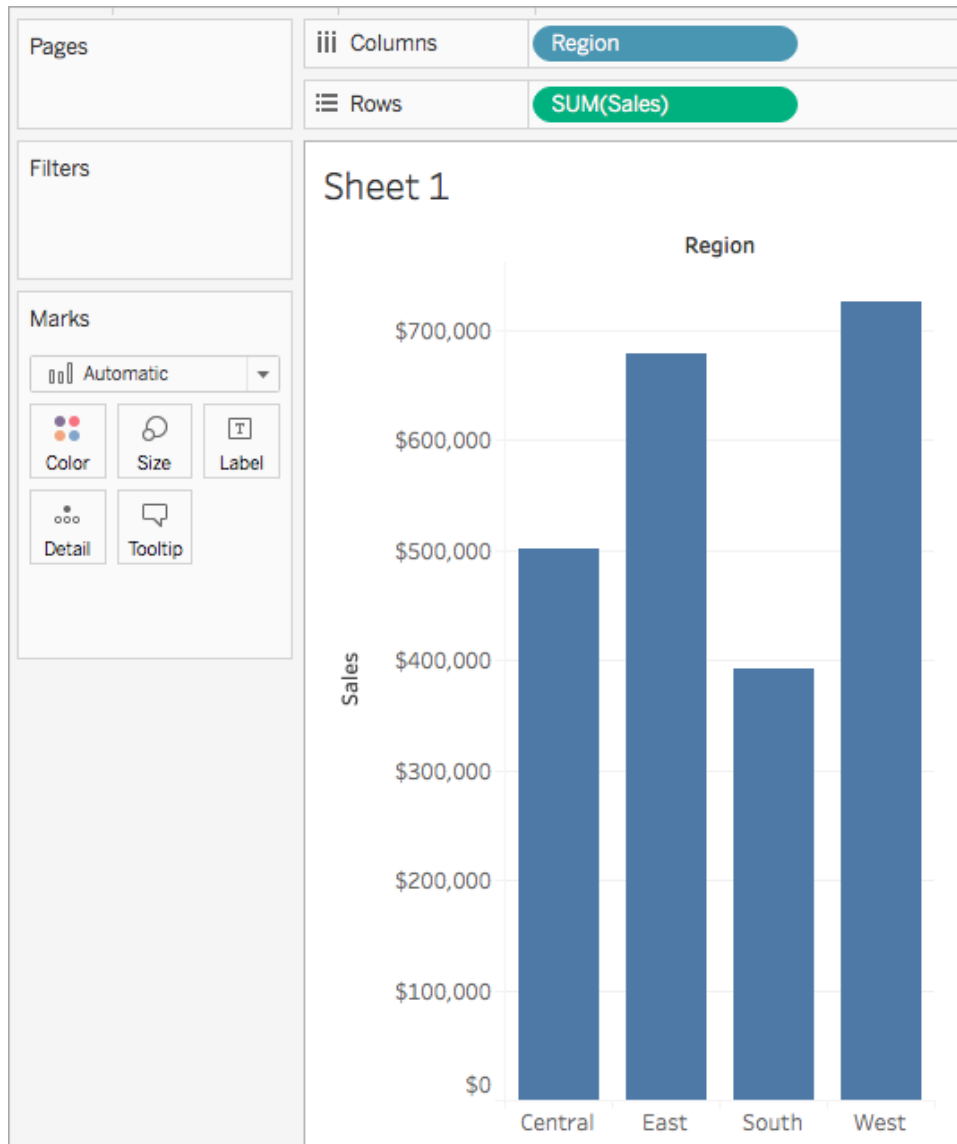 Pages
Columns
Region
Rows
SUM(Sales)
Filters
Marks
Automatic
Color
Size
T
Label
Detail
Tooltip
Sheet 1
Region
Sales
$700,000
$600,000
$500,000
$400,000
$300,000
$200,000
$100,000
$0
Central
East
South
West